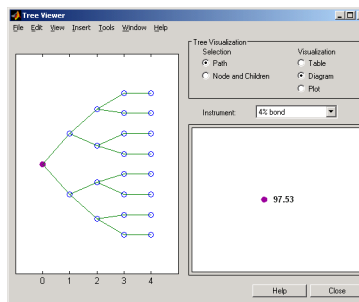 Tree Viewer
File Edit View Insert Tools Window Help
Tree Visualization
Selection
Visualization
Path
Table
Node and Children
Diagram
Plot
Instrument:
4% bond
97.53
0 1 2 3 4
Help
Close